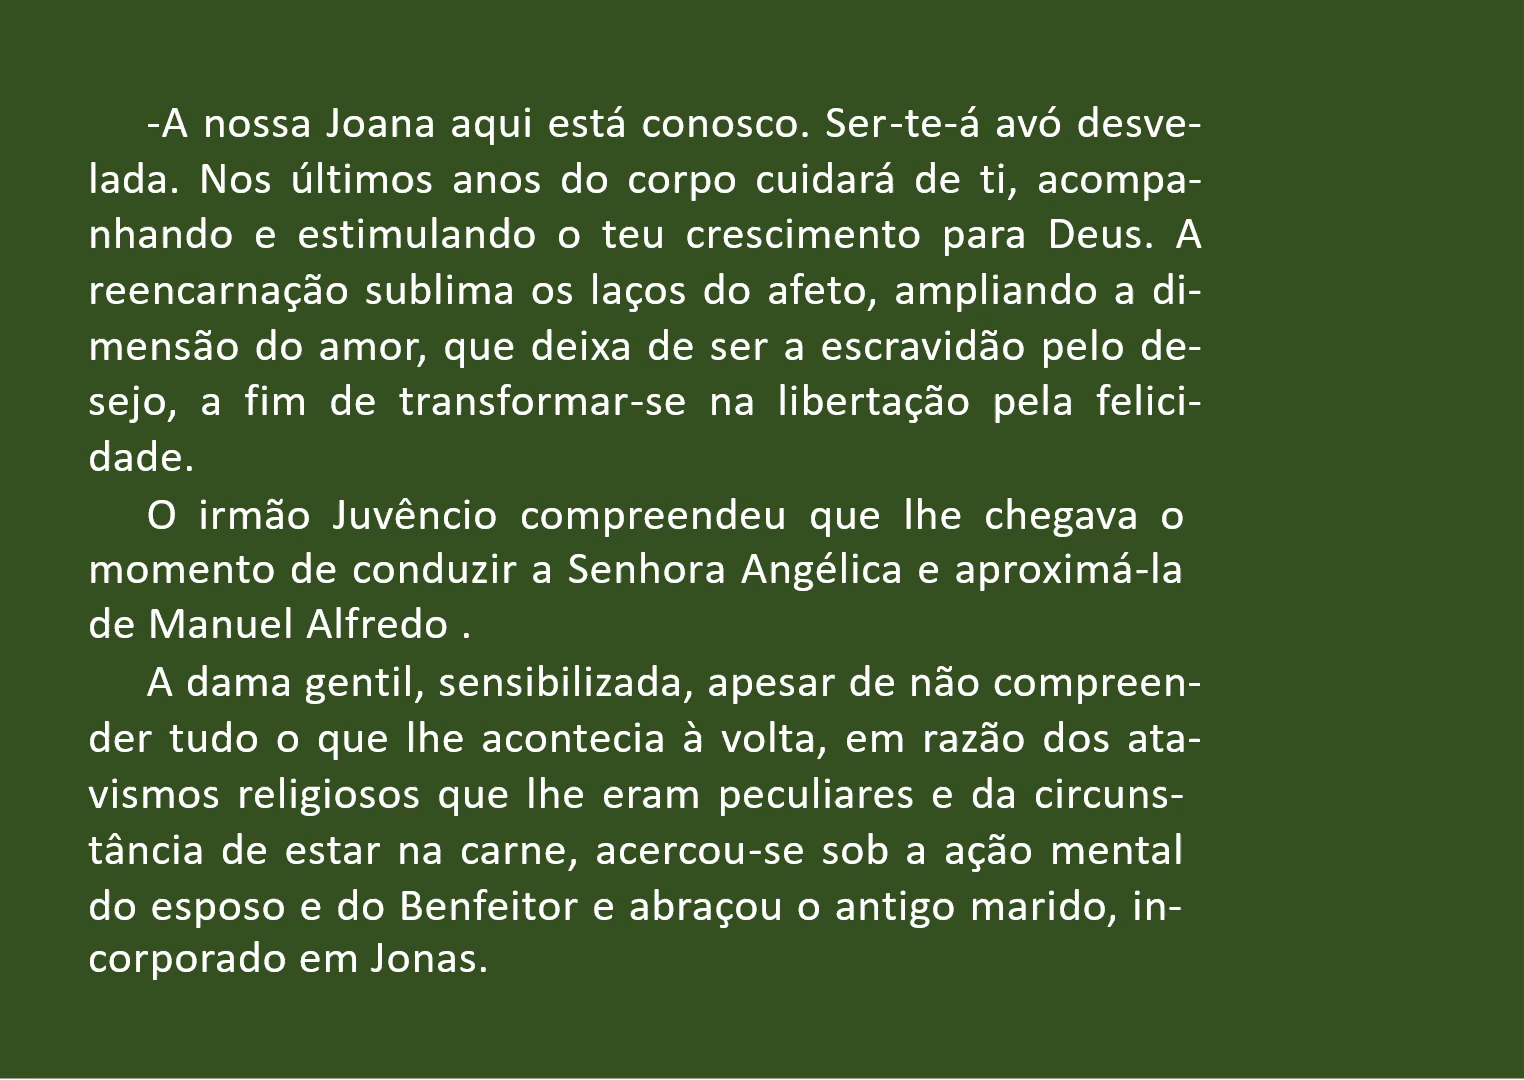 -A nossa Joana aqui está conosco. Ser-te-á avó desve-
lada. Nos últimos anos do corpo cuidará de ti, acompa-
nhando e estimulando o teu crescimento para Deus. A
reencarnação sublima os laços do afeto, ampliando a di-
mensão do amor, que deixa de ser a escravidão pelo de-
sejo, a fim de transformar-se na libertação pela felici-
dade.
O irmão Juvêncio compreendeu que lhe chegava o
momento de conduzir a Senhora Angélica e aproximá-la
de Manuel Alfredo .
A dama gentil, sensibilizada, apesar de não compreen-
der tudo o que lhe acontecia à volta, em razão dos ata-
vismos religiosos que lhe eram peculiares e da circuns-
tância de estar na carne, acercou-se sob a ação mental
do esposo e do Benfeitor e abraçou o antigo marido, in-
corporado em Jonas.